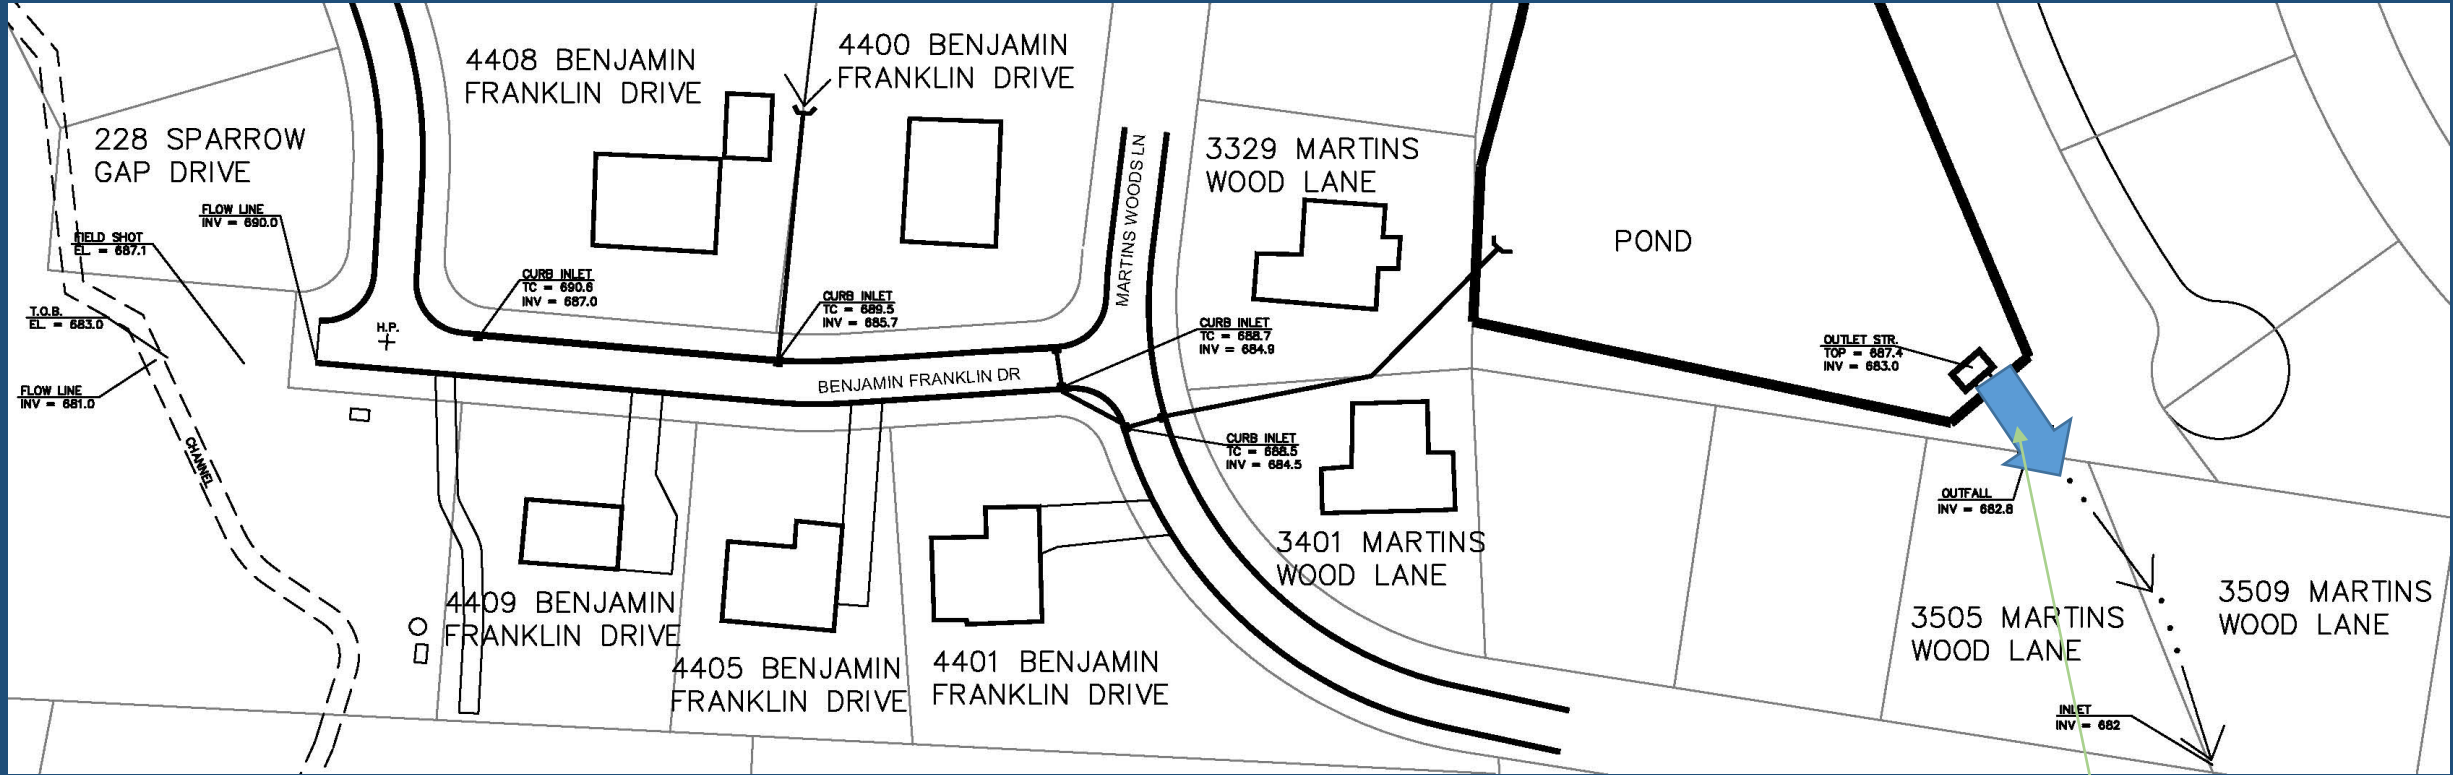 4408 BENJAMIN
FRANKLIN DRIVE
4400 BENJAMIN
FRANKLIN DRIVE
228 SPARROW
GAP DRIVE
3329 MARTINS
WOOD LANE
MARTINS WOODS LN
POND
FLOW LINE
INV = 690.0
FIELD SHOT
EL = 687.1
CURB INLET
TC = 690.6
INV = 687.0
CURB INLET
TC = 689.5
INV = 685.7
T.O.B.
EL = 683.0
H.P.
CURB INLET
TC = 688.7
INV = 684.9
OUTLET STR.
TOP = 687.4
INV = 683.0
BENJAMIN FRANKLIN DR
FLOW LINE
INV = 681.0
CHANNEL
CURB INLET
TC = 688.5
INV = 684.5
OUTFALL
INV = 682.8
3401 MARTINS
WOOD LANE
4409 BENJAMIN
FRANKLIN DRIVE
4405 BENJAMIN
FRANKLIN DRIVE
4401 BENJAMIN
FRANKLIN DRIVE
3505 MARTINS
WOOD LANE
3509 MARTINS
WOOD LANE
INLET
INV = 682